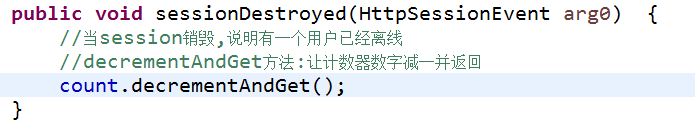 public void sessionDestroyed(HttpSessionEvent arg0)  {
    //当session销毁,说明有一个用户已经离线
    //decrementAndGet方法:让计数器数字减一并返回
    count.decrementAndGet();
}